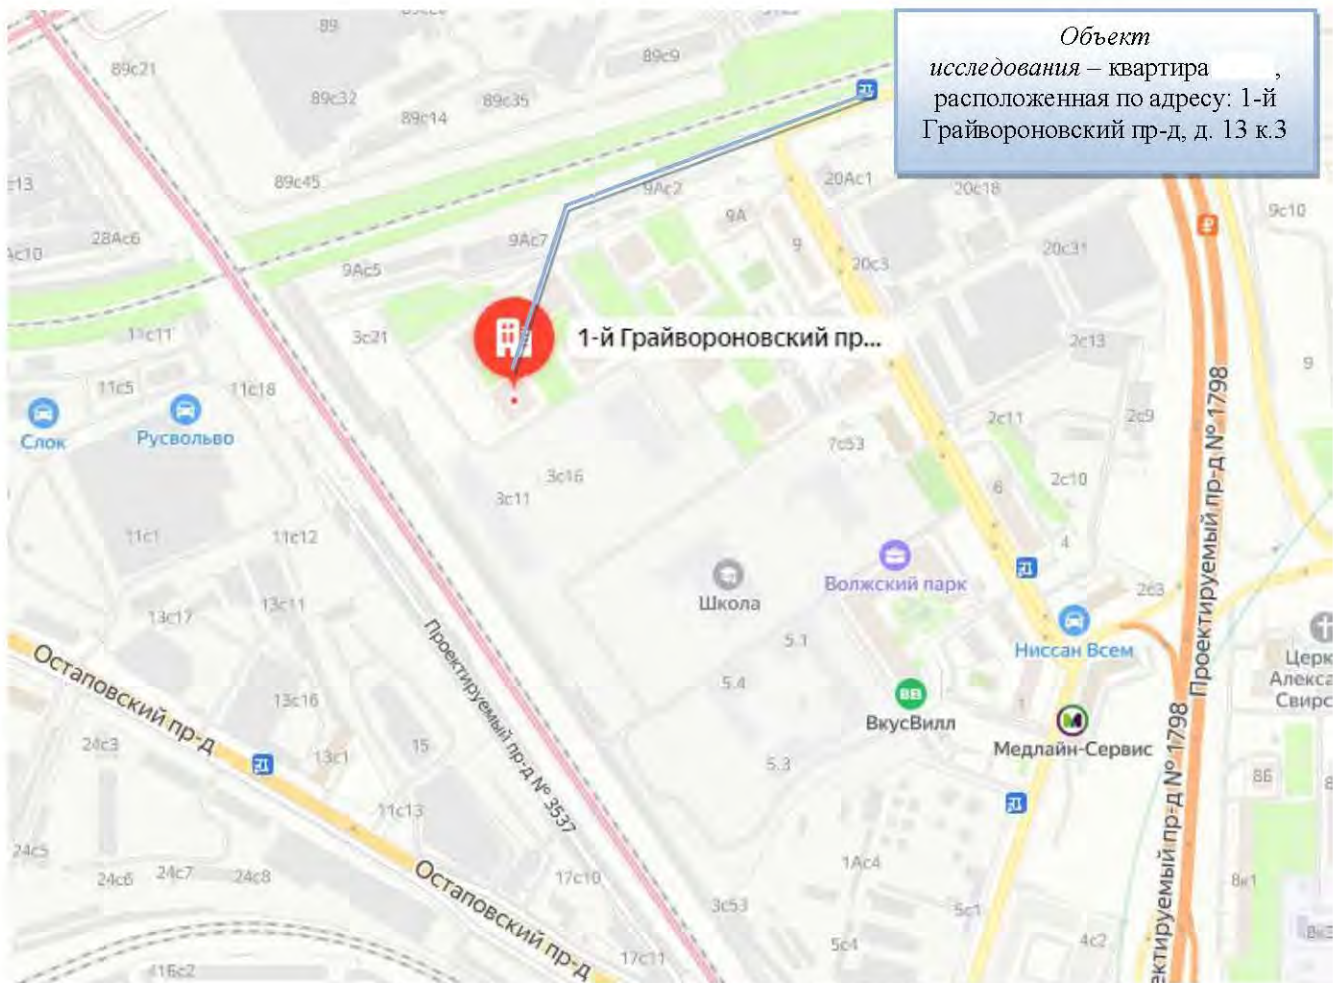 Объект
исследования – квартира ,
расположенная по адресу: 1-й
Грайвороновский пр-д, д. 13 к.3
89
89с9
89с21
89с32
89с35
89с14
89с45
9Ас2
20Ас1
20с18
9с10
с13
28Ас6
Ас10
9А
9Ас7
9
20с31
9Ас5
20с3
3с21
1-й Грайвороновский пр...
2с13
9
11с5
11с18
Слок
Русвольво
2с11
2с9
7с53
3с16
3с11
6
2с10
11с1
11с12
4
Школа
Волжский парк
2с3
13с17
13с11
5.1
Ниссан Всем
Проектируемый пр-д № 1798
Церк
Алекса
Свирс
Остаповский пр-д
Проектируемый пр-д № 3537
5.4
13с16
ВкусВилл
1
Медлайн-Сервис
24с3
13с1
15
5.3
8Б
11с13
Проектируемый пр-д № 1798
24с5
24с6
24с7
24с8
Остаповский пр-д
17с10
1Ас4
8к1
3с53
5с1
5с4
4с2
8к3
17с11
416с2